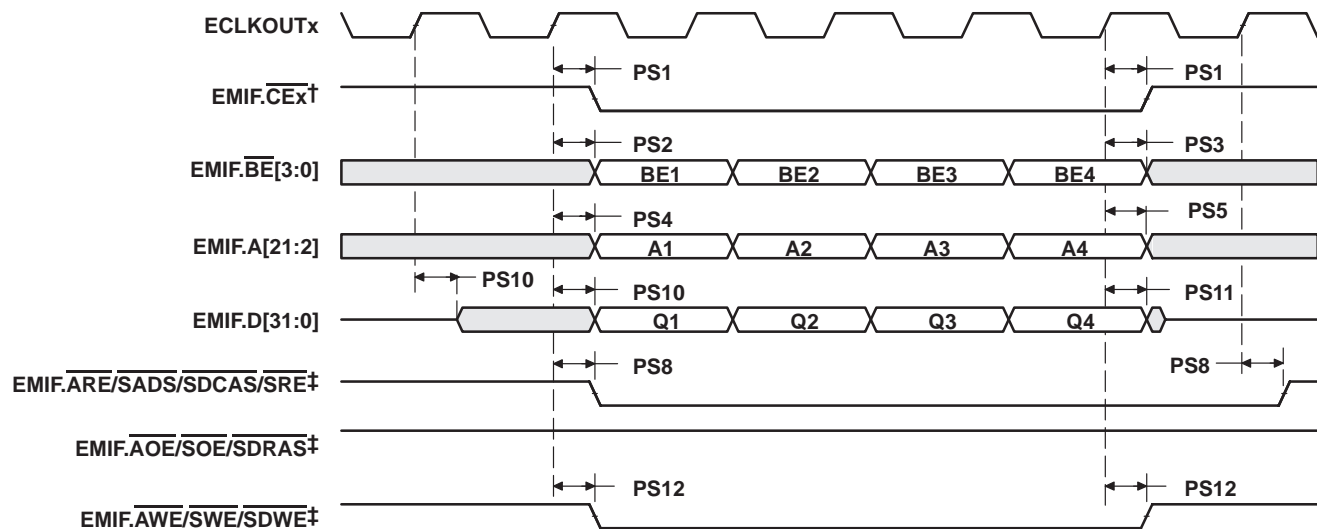 ECLKOUTx
PS1 PS1
EMIF.CEx†
PS2 PS3
EMIF.BE[3:0] BE1 BE2 BE3 BE4
PS4 PS5
EMIF.A[21:2] A1 A2 A3 A4
PS10 PS10 PS11
EMIF.D[31:0] Q1 Q2 Q3 Q4
PS8 PS8
EMIF.ARE/SADS/SDCAS/SRE‡
EMIF.AOE/SOE/SDRAS‡
PS12 PS12
EMIF.AWE/SWE/SDWE‡